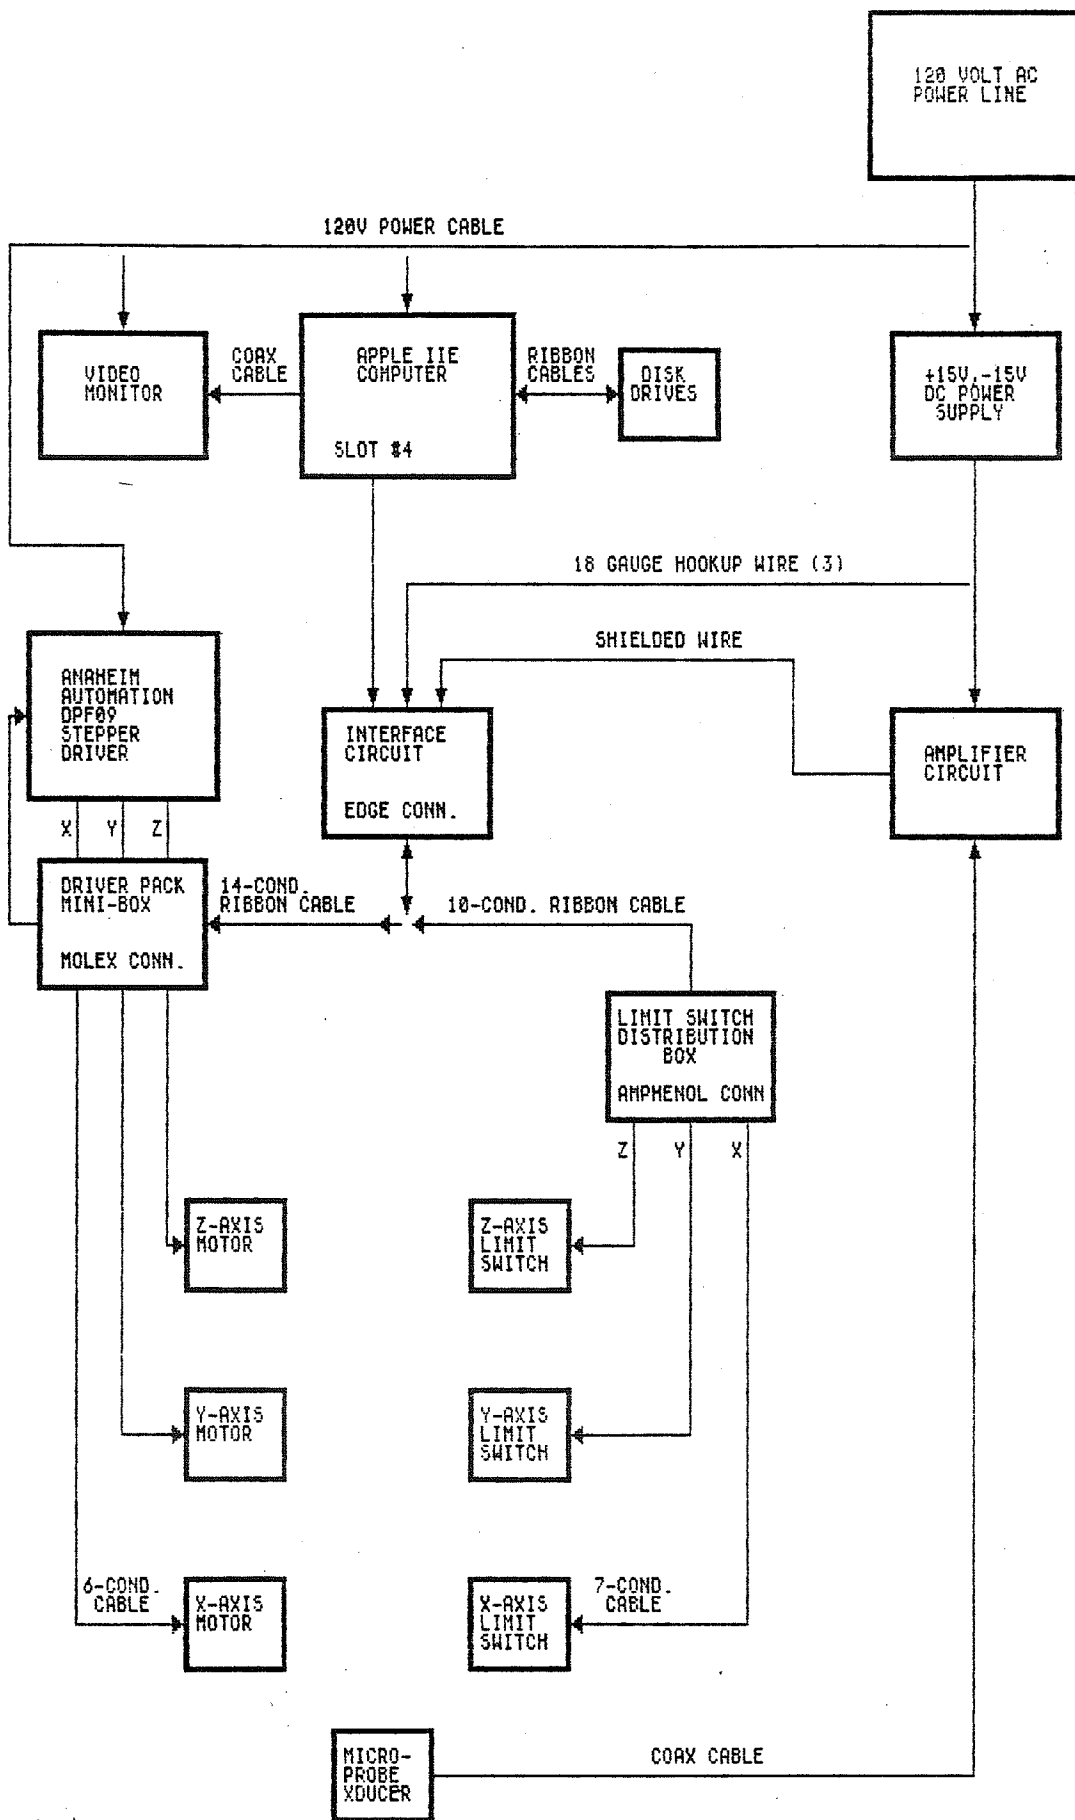 120 VOLT AC
POWER LINE
120V POWER CABLE
VIDEO
MONITOR
COAX
CABLE
APPLE IIE
COMPUTER
SLOT #4
RIBBON
CABLES
DISK
DRIVES
+15V,-15V
DC POWER
SUPPLY
18 GAUGE HOOKUP WIRE (3)
SHIELDED WIRE
ANAHEIM
AUTOMATION
DPF09
STEPPER
DRIVER
INTERFACE
CIRCUIT
EDGE CONN.
AMPLIFIER
CIRCUIT
X Y Z
DRIVER PACK
MINI-BOX
MOLEX CONN.
14-COND.
RIBBON CABLE
10-COND. RIBBON CABLE
LIMIT SWITCH
DISTRIBUTION
BOX
AMPHENOL CONN
Z Y X
Z-AXIS
MOTOR
Z-AXIS
LIMIT
SWITCH
Y-AXIS
MOTOR
Y-AXIS
LIMIT
SWITCH
6-COND.
CABLE
X-AXIS
MOTOR
X-AXIS
LIMIT
SWITCH
7-COND.
CABLE
MICRO-
PROBE
XDUCER
COAX CABLE